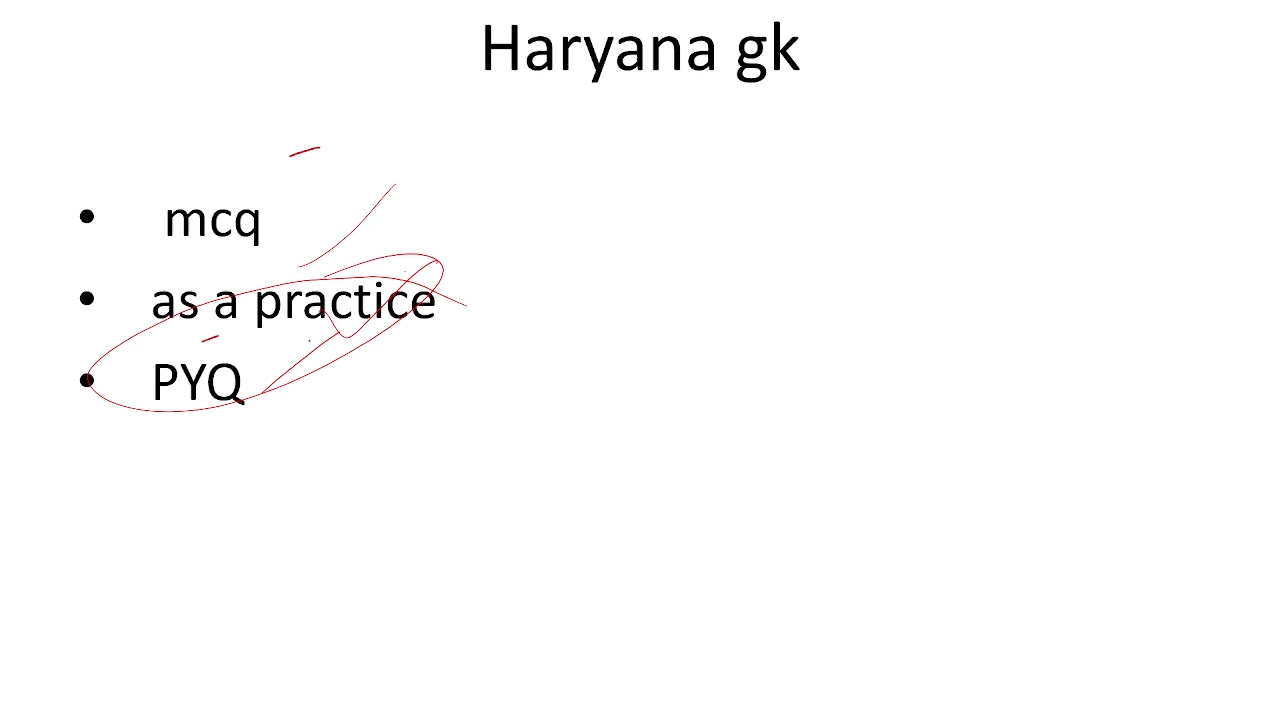 Haryana gk
• mcq
• as a practice
• PYQ